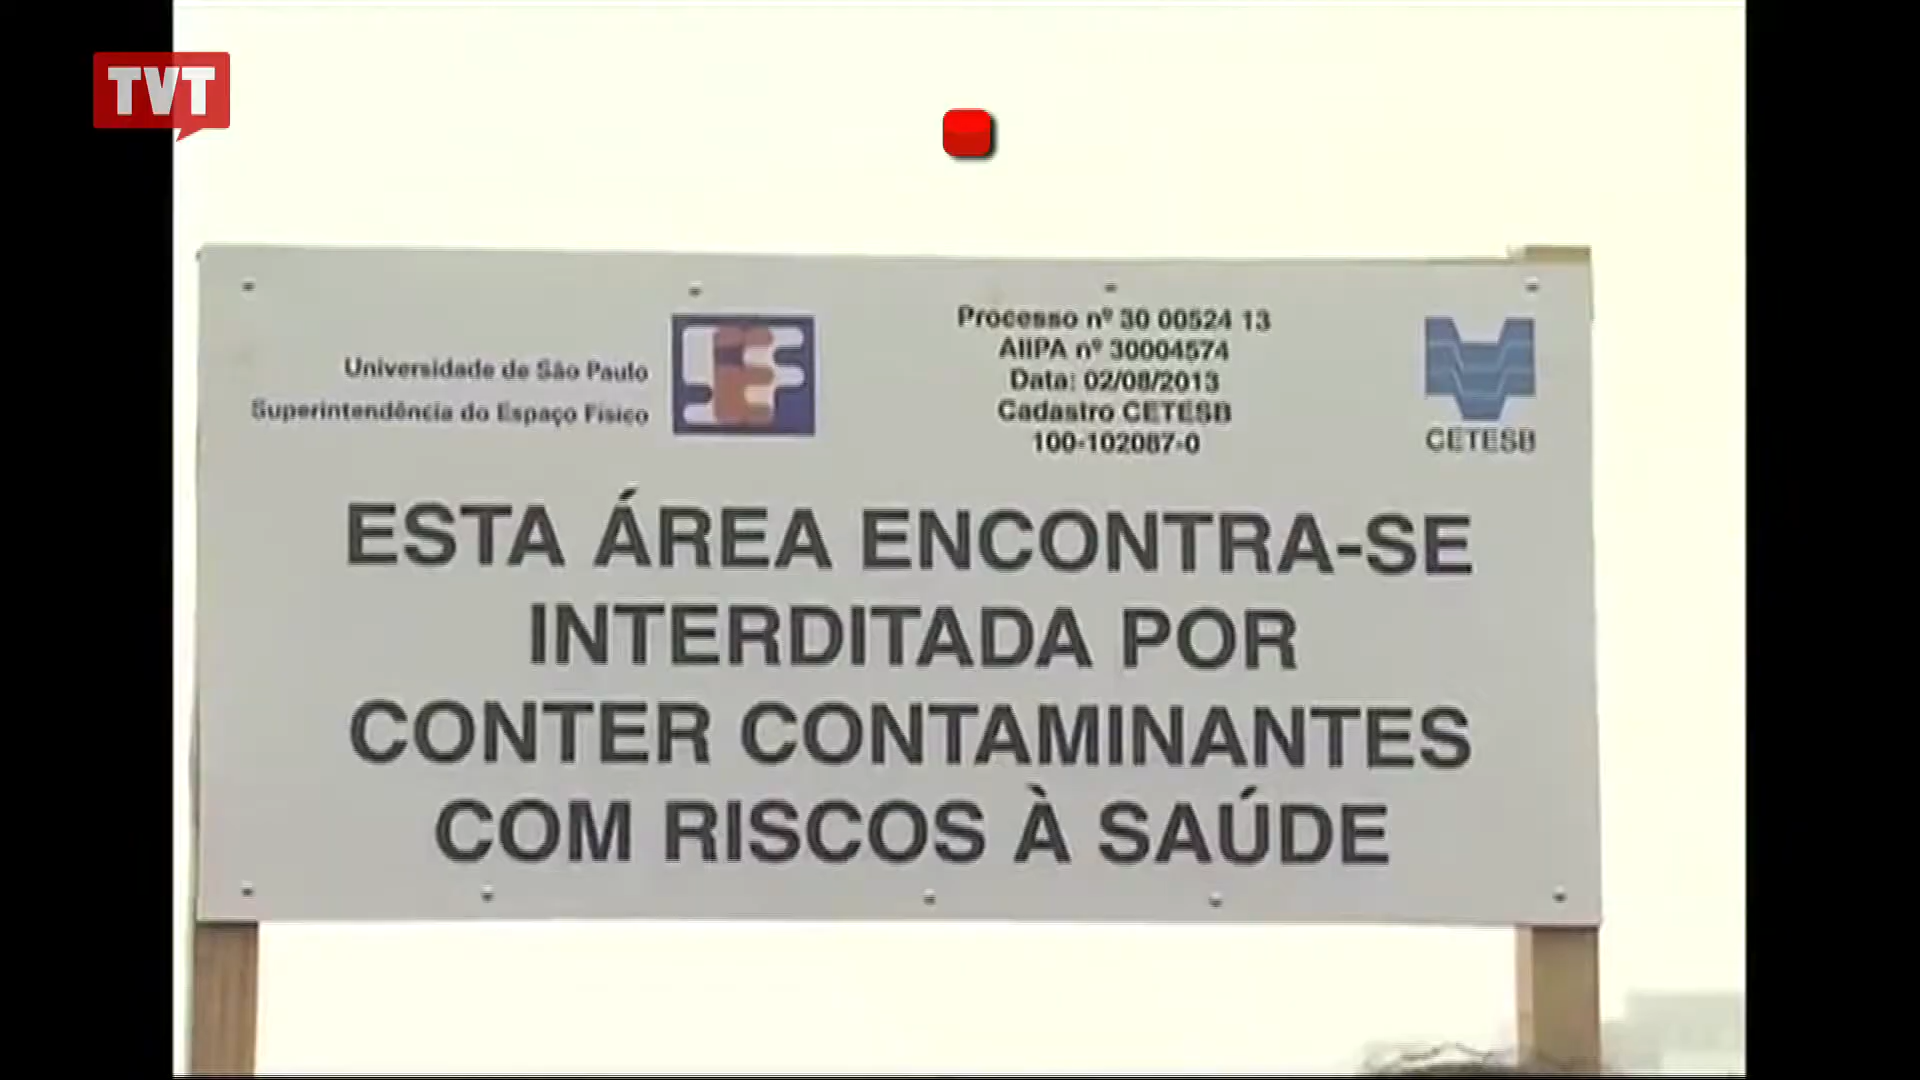 TVT
Universidade de São Paulo
Superintendência do Espaço Físico
Processo nº 30 00524 13
AIIPA nº 30004574
Data: 02/08/2013
Cadastro CETESB
100-102087-0
CETESB
ESTA ÁREA ENCONTRA-SE
INTERDITADA POR
CONTER CONTAMINANTES
COM RISCOS À SAÚDE